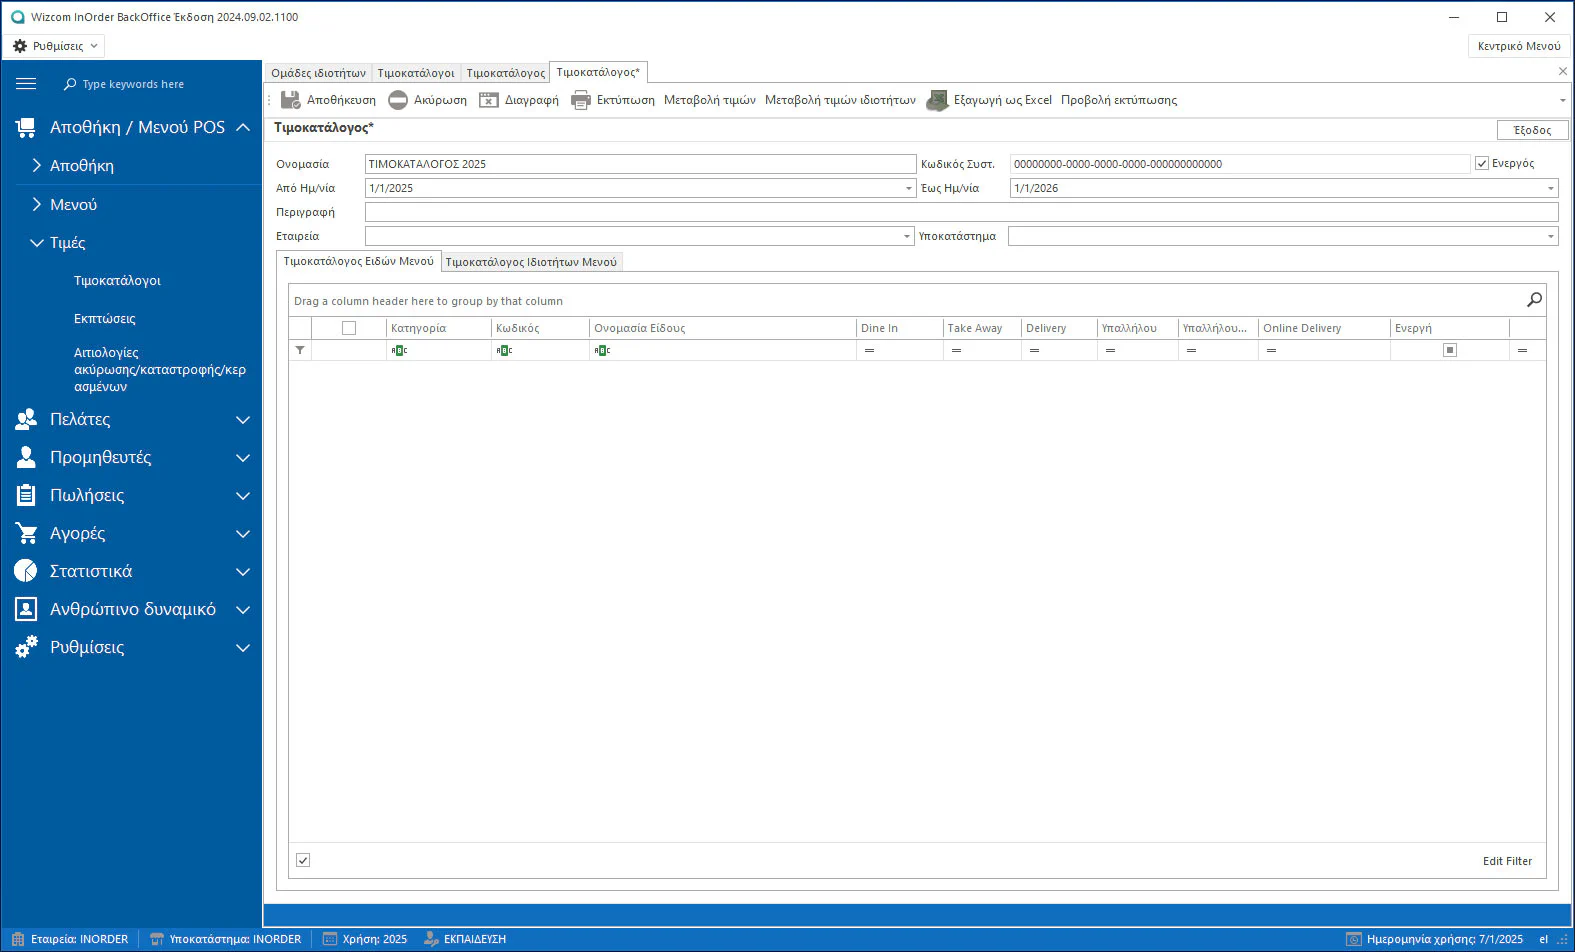 Wizcom InOrder BackOffice Έκδοση 2024.09.02.1100
Ρυθμίσεις
Κεντρικό Μενού
Type keywords here
Αποθήκη / Μενού POS
Αποθήκη
Μενού
Τιμές
Τιμοκατάλογοι
Εκπτώσεις
Αιτιολογίες
ακύρωσης/καταστροφής/κερ
ασμένων
Πελάτες
Προμηθευτές
Πωλήσεις
Αγορές
Στατιστικά
Ανθρώπινο δυναμικό
Ρυθμίσεις
Ομάδες ιδιοτήτων Τιμοκατάλογοι Τιμοκατάλογος Τιμοκατάλογος*
Αποθήκευση Ακύρωση Διαγραφή Εκτύπωση Μεταβολή τιμών Μεταβολή τιμών ιδιοτήτων Εξαγωγή ως Excel Προβολή εκτύπωσης
Τιμοκατάλογος*
Έξοδος
Ονομασία ΤΙΜΟΚΑΤΑΛΟΓΟΣ 2025 Κωδικός Συστ. 00000000-0000-0000-0000-000000000000 Ενεργός
Από Ημ/νία 1/1/2025 Έως Ημ/νία 1/1/2026
Περιγραφή
Εταιρεία Υποκατάστημα
Τιμοκατάλογος Ειδών Μενού Τιμοκατάλογος Ιδιοτήτων Μενού
Drag a column header here to group by that column
Κατηγορία Κωδικός Ονομασία Είδους Dine In Take Away Delivery Υπαλλήλου Υπαλλήλου... Online Delivery Ενεργή
ABC ABC ABC = = = = = = =
Edit Filter
Εταιρεία: INORDER Υποκατάστημα: INORDER Χρήση: 2025 ΕΚΠΑΙΔΕΥΣΗ Ημερομηνία χρήσης: 7/1/2025 el